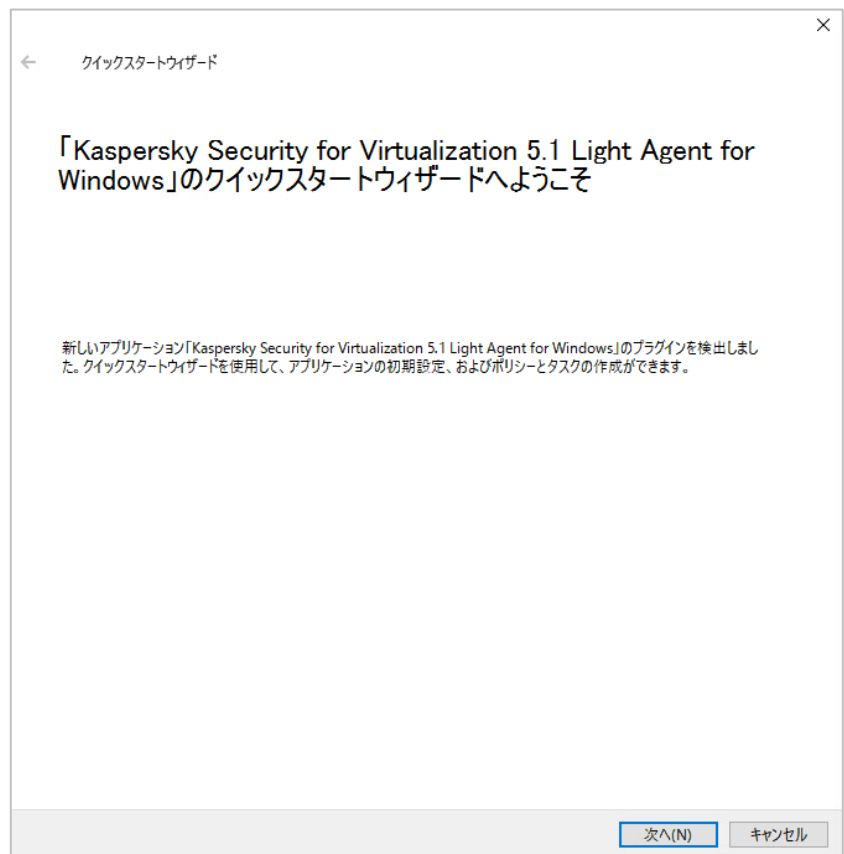 クイックスタートウィザード
「Kaspersky Security for Virtualization 5.1 Light Agent for
Windows」のクイックスタートウィザードへようこそ
新しいアプリケーション「Kaspersky Security for Virtualization 5.1 Light Agent for Windows」のプラグインを検出しまし
た。クイックスタートウィザードを使用して、アプリケーションの初期設定、およびポリシーとタスクの作成ができます。
次へ(N)
キャンセル